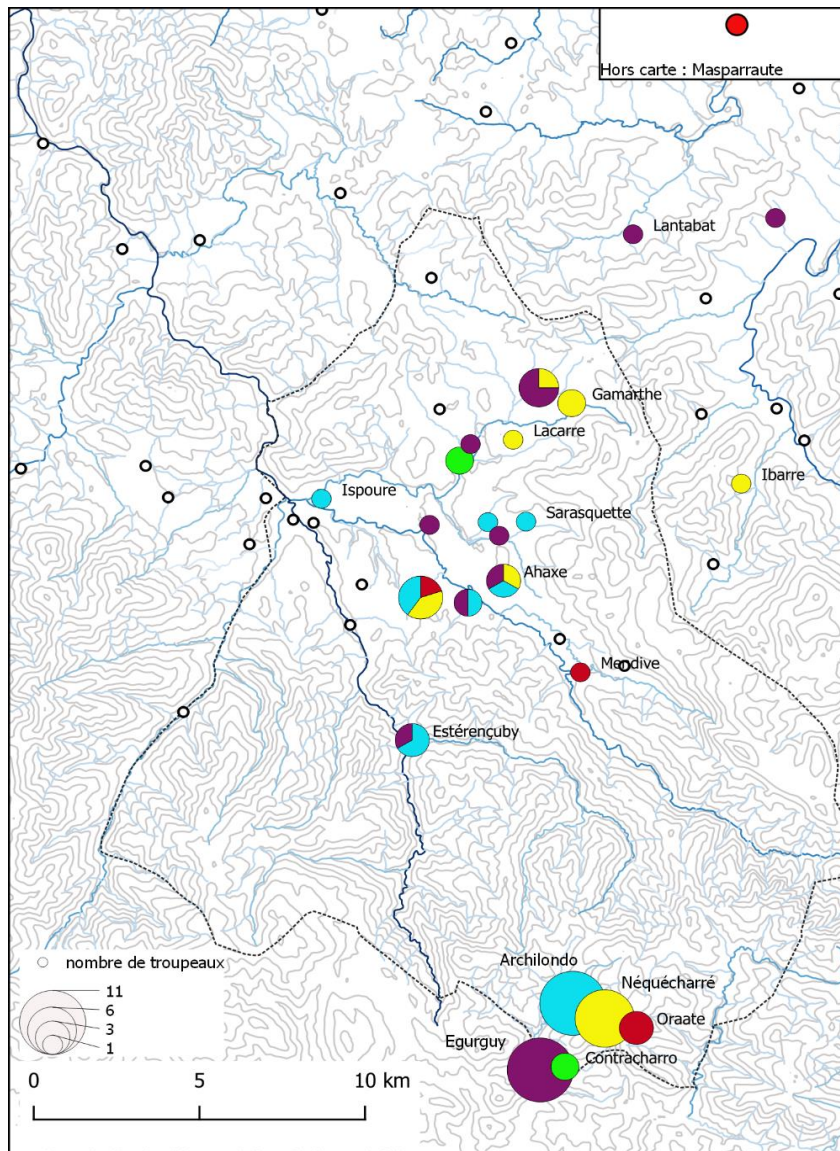 Hors carte : Masparraute
Lantabat
Gamarthe
Lacarre
Ibarre
Ispoure
Sarasquette
Ahaxe
Mendive
Estérençuby
Archilondo
Néquécharre
Oraate
Egurguy
Contracharro
nombre de troupeaux
11
6
3
1
0 5 10 km